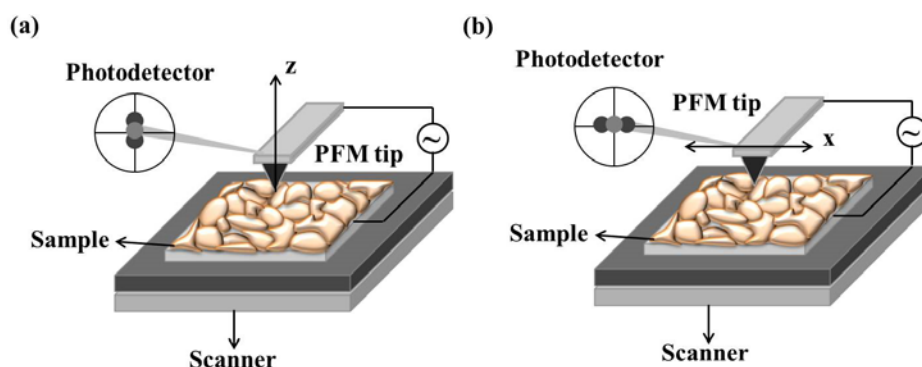 (a)
Photodetector
z
PFM tip
~
Sample
Scanner
(b)
Photodetector
PFM tip
x
~
Sample
Scanner